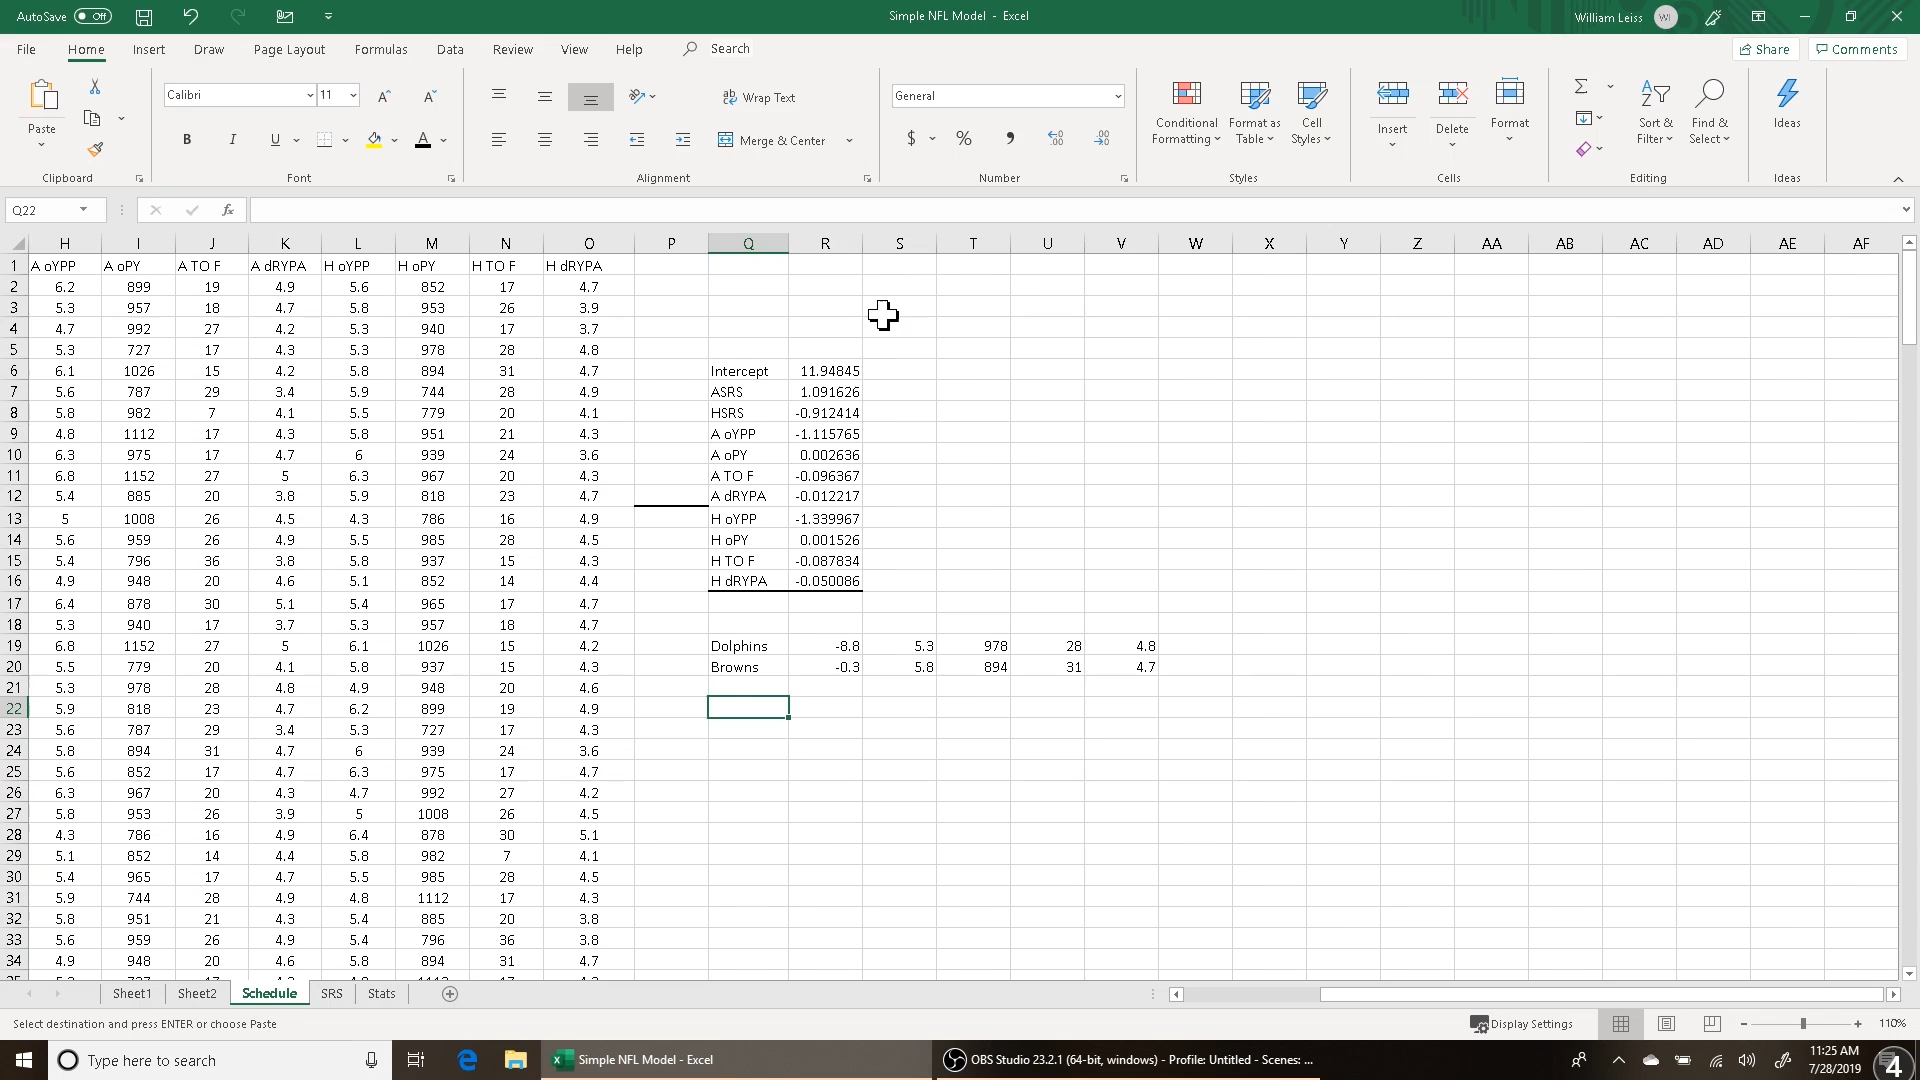 AutoSave Off Simple NFL Model - Excel William Leiss WI
File Home Insert Draw Page Layout Formulas Data Review View Help Search Share Comments
Paste Calibri 11 Wrap Text General Conditional Formatting Format as Table Cell Styles Insert Delete Format Sort & Filter Find & Select Ideas
B I U A Merge & Center $ % , .00
Clipboard Font Alignment Number Styles Cells Editing Ideas
Q22 fx
H I J K L M N O P Q R S T U V W X Y Z AA AB AC AD AE AF
1 A oYPP A oPY A TO F A dRYPA H oYPP H oPY H TO F H dRYPA
2 6.2 899 19 4.9 5.6 852 17 4.7
3 5.3 957 18 4.7 5.8 953 26 3.9
4 4.7 992 27 4.2 5.3 940 17 3.7
5 5.3 727 17 4.3 5.3 978 28 4.8
6 6.1 1026 15 4.2 5.8 894 31 4.7 Intercept 11.94845
7 5.6 787 29 3.4 5.9 744 28 4.9 ASRS 1.091626
8 5.8 982 7 4.1 5.5 779 20 4.1 HSRS -0.912414
9 4.8 1112 17 4.3 5.8 951 21 4.3 A oYPP -1.115765
10 6.3 975 17 4.7 6 939 24 3.6 A oPY 0.002636
11 6.8 1152 27 5 6.3 967 20 4.3 A TO F -0.096367
12 5.4 885 20 3.8 5.9 818 23 4.7 A dRYPA -0.012217
13 5 1008 26 4.5 4.3 786 16 4.9 H oYPP -1.339967
14 5.6 959 26 4.9 5.5 985 28 4.5 H oPY 0.001526
15 5.4 796 36 3.8 5.8 937 15 4.3 H TO F -0.087834
16 4.9 948 20 4.6 5.1 852 14 4.4 H dRYPA -0.050086
17 6.4 878 30 5.1 5.4 965 17 4.7
18 5.3 940 17 3.7 5.3 957 18 4.7
19 6.8 1152 27 5 6.1 1026 15 4.2 Dolphins -8.8 5.3 978 28 4.8
20 5.5 779 20 4.1 5.8 937 15 4.3 Browns -0.3 5.8 894 31 4.7
21 5.3 978 28 4.8 4.9 948 20 4.6
22 5.9 818 23 4.7 6.2 899 19 4.9
23 5.6 787 29 3.4 5.3 727 17 4.3
24 5.8 894 31 4.7 6 939 24 3.6
25 5.6 852 17 4.7 6.3 975 17 4.7
26 6.3 967 20 4.3 4.7 992 27 4.2
27 5.8 953 26 3.9 5 1008 26 4.5
28 4.3 786 16 4.9 6.4 878 30 5.1
29 5.1 852 14 4.4 5.8 982 7 4.1
30 5.4 965 17 4.7 5.5 985 28 4.5
31 5.9 744 28 4.9 4.8 1112 17 4.3
32 5.8 951 21 4.3 5.4 885 20 3.8
33 5.6 959 26 4.9 5.4 796 36 3.8
34 4.9 948 20 4.6 5.8 894 31 4.7
Sheet1 Sheet2 Schedule SRS Stats
Select destination and press ENTER or choose Paste Display Settings 110%
Type here to search Simple NFL Model - Excel OBS Studio 23.2.1 (64-bit, windows) - Profile: Untitled - Scenes: ... 11:25 AM
7/28/2019 4